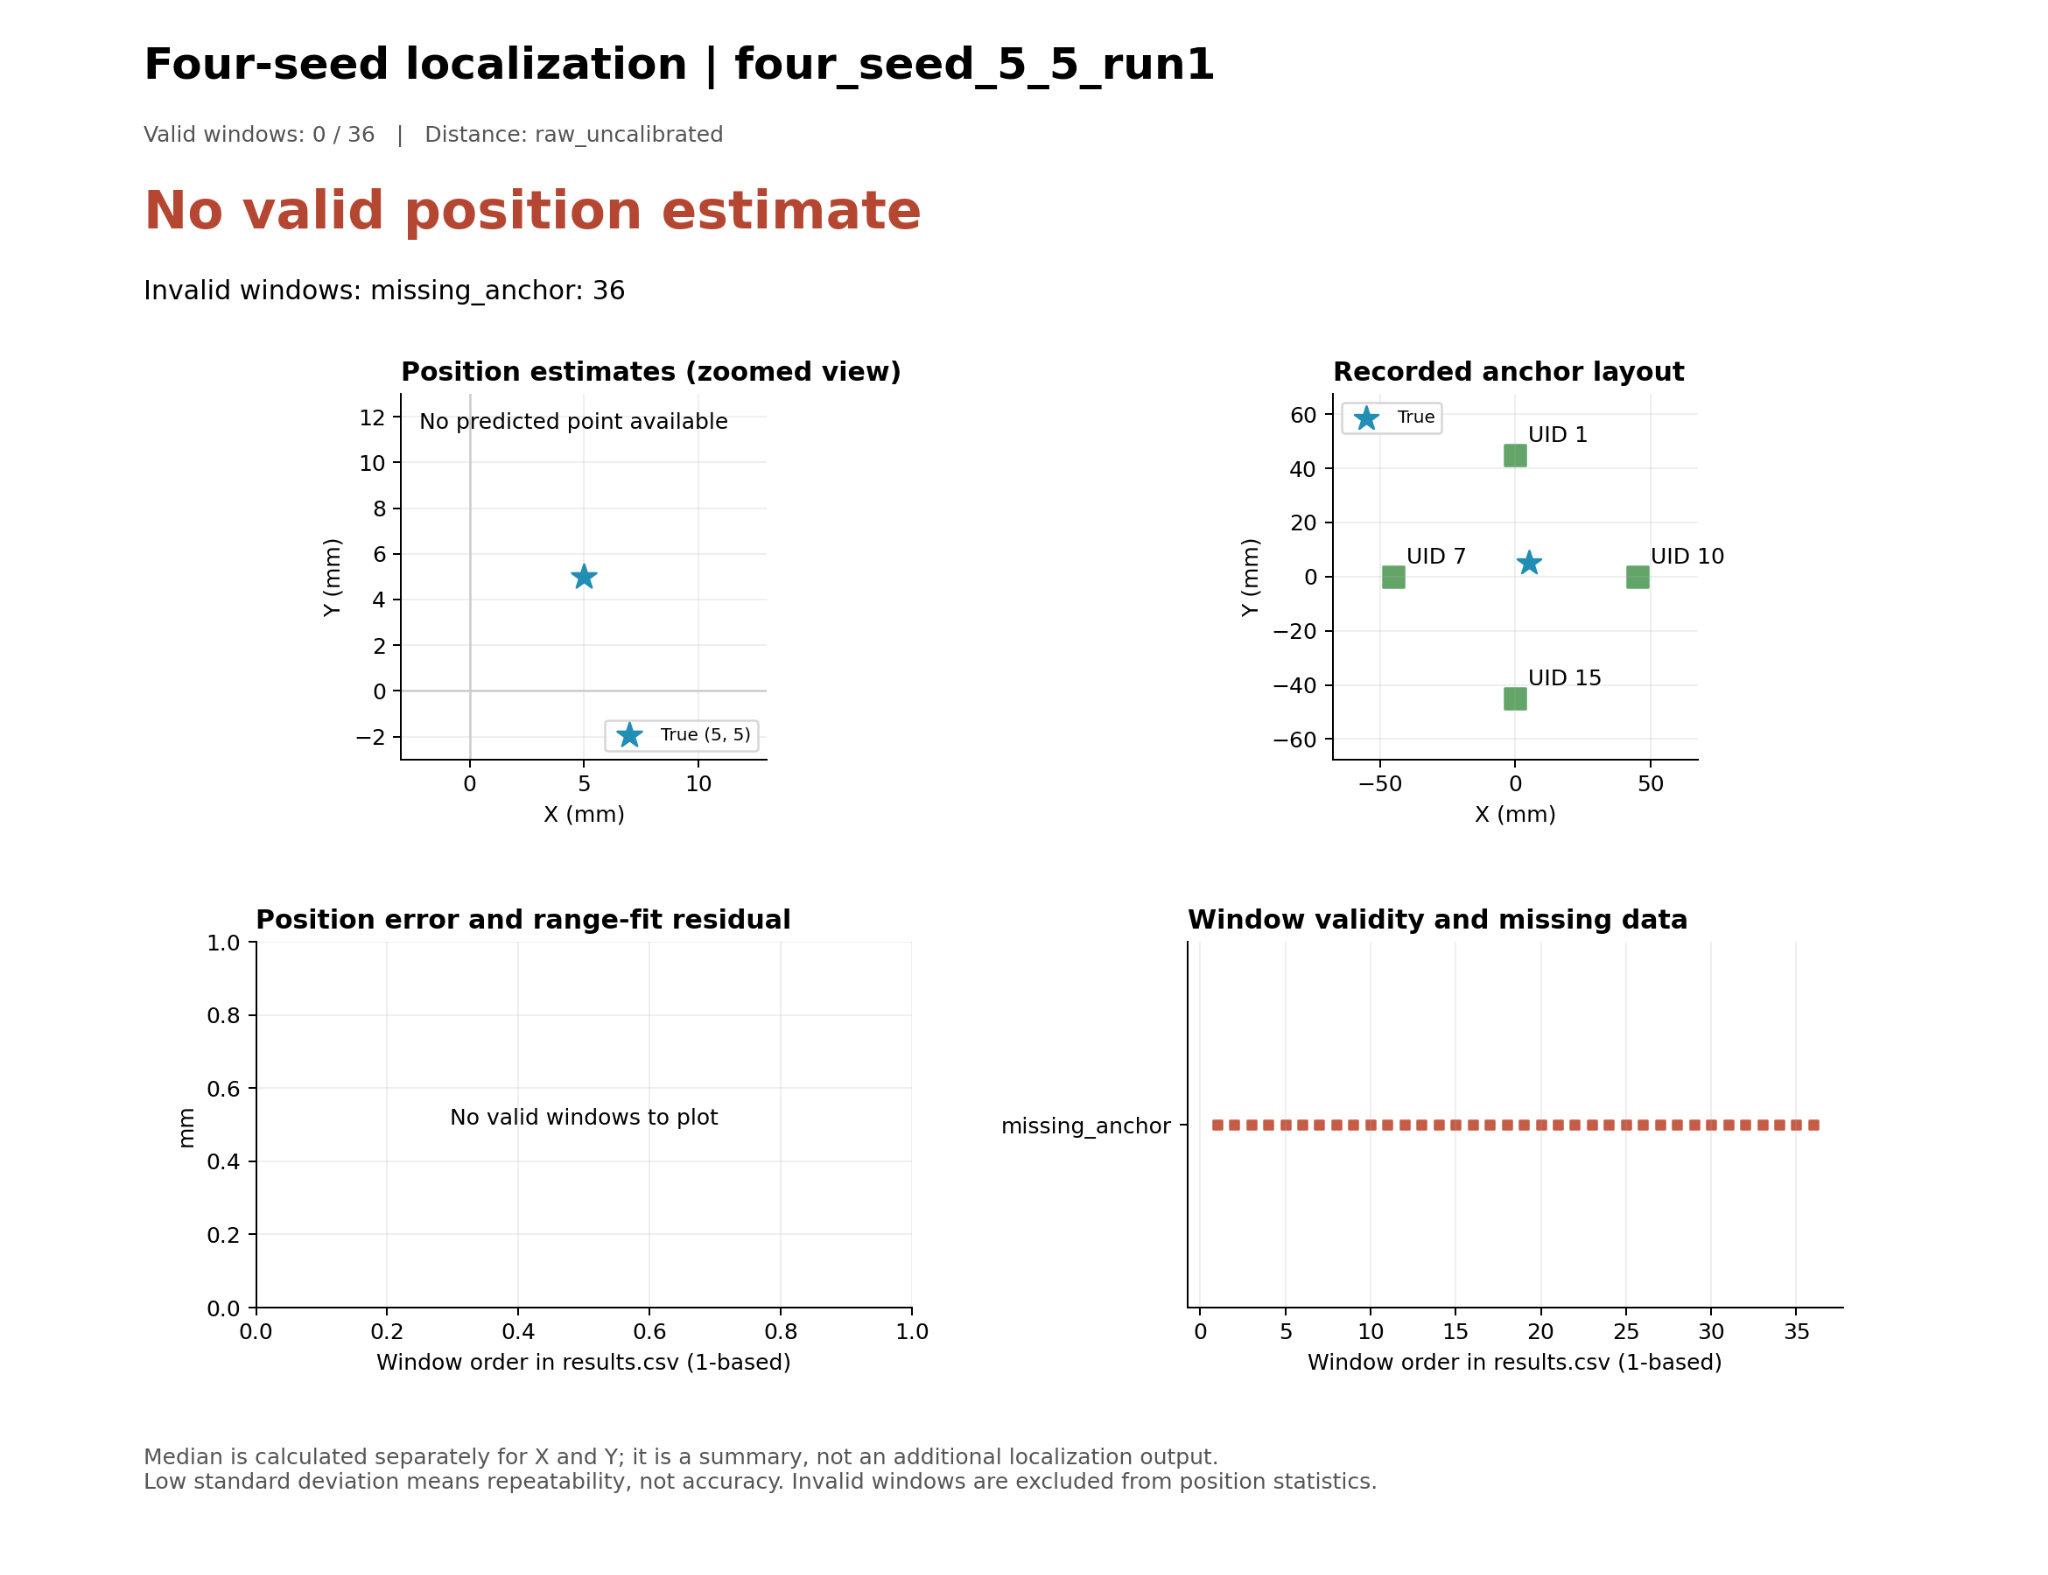 Four-seed localization | four_seed_5_5_run1
Valid windows: 0 / 36   |   Distance: raw_uncalibrated
No valid position estimate
Invalid windows: missing_anchor: 36
Position estimates (zoomed view)
No predicted point available
12
10
8
6
4
2
0
−2
Y (mm)
True (5, 5)
0 5 10
X (mm)
Recorded anchor layout
True
UID 1
UID 7
UID 10
UID 15
60
40
20
0
−20
−40
−60
Y (mm)
−50 0 50
X (mm)
Position error and range-fit residual
1.0
0.8
0.6
0.4
0.2
0.0
mm
No valid windows to plot
0.0 0.2 0.4 0.6 0.8 1.0
Window order in results.csv (1-based)
Window validity and missing data
missing_anchor
0 5 10 15 20 25 30 35
Window order in results.csv (1-based)
Median is calculated separately for X and Y; it is a summary, not an additional localization output.
Low standard deviation means repeatability, not accuracy. Invalid windows are excluded from position statistics.